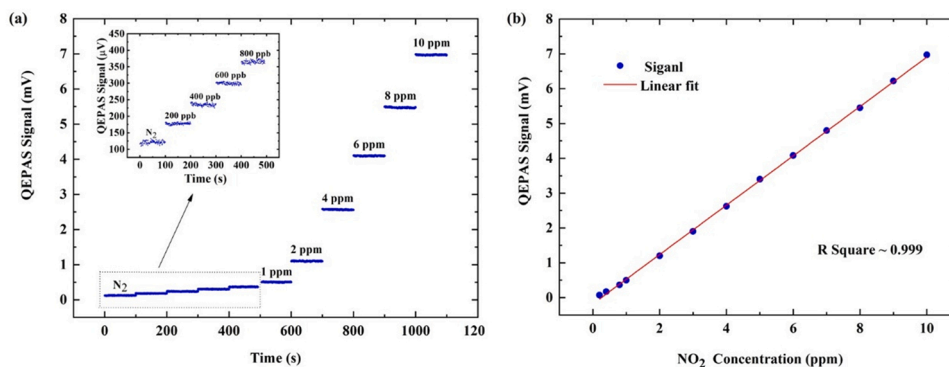 (a)
QEPAS Signal (mV)
7
6
5
4
3
2
1
0
0 200 400 600 800 1000 1200
Time (s)
N2
1 ppm
2 ppm
4 ppm
6 ppm
8 ppm
10 ppm
QEPAS Signal (μV)
450
400
350
300
250
200
150
100
0 100 200 300 400 500
Time (s)
N2
200 ppb
400 ppb
600 ppb
800 ppb
(b)
QEPAS Signal (mV)
8
7
6
5
4
3
2
1
0
0 2 4 6 8 10
NO2 Concentration (ppm)
Siganl
Linear fit
R Square ~ 0.999